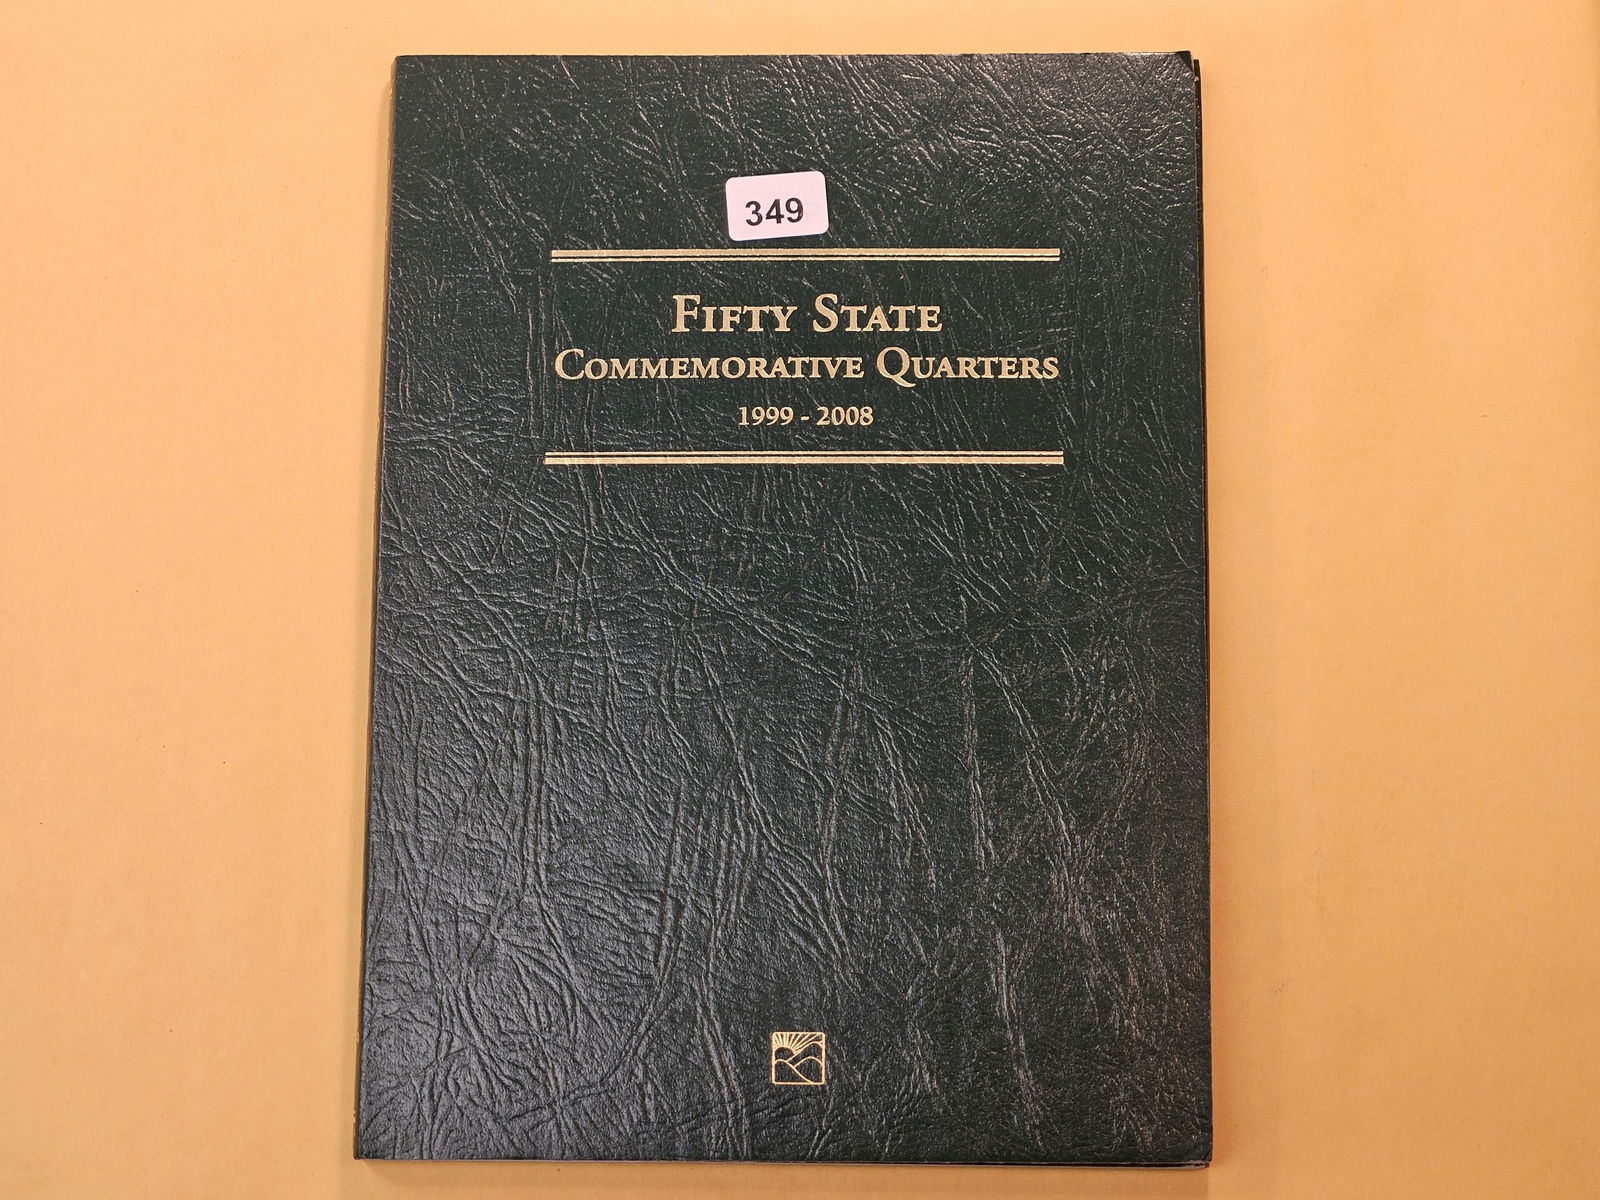 349
FIFTY STATE
COMMEMORATIVE QUARTERS
1999 - 2008